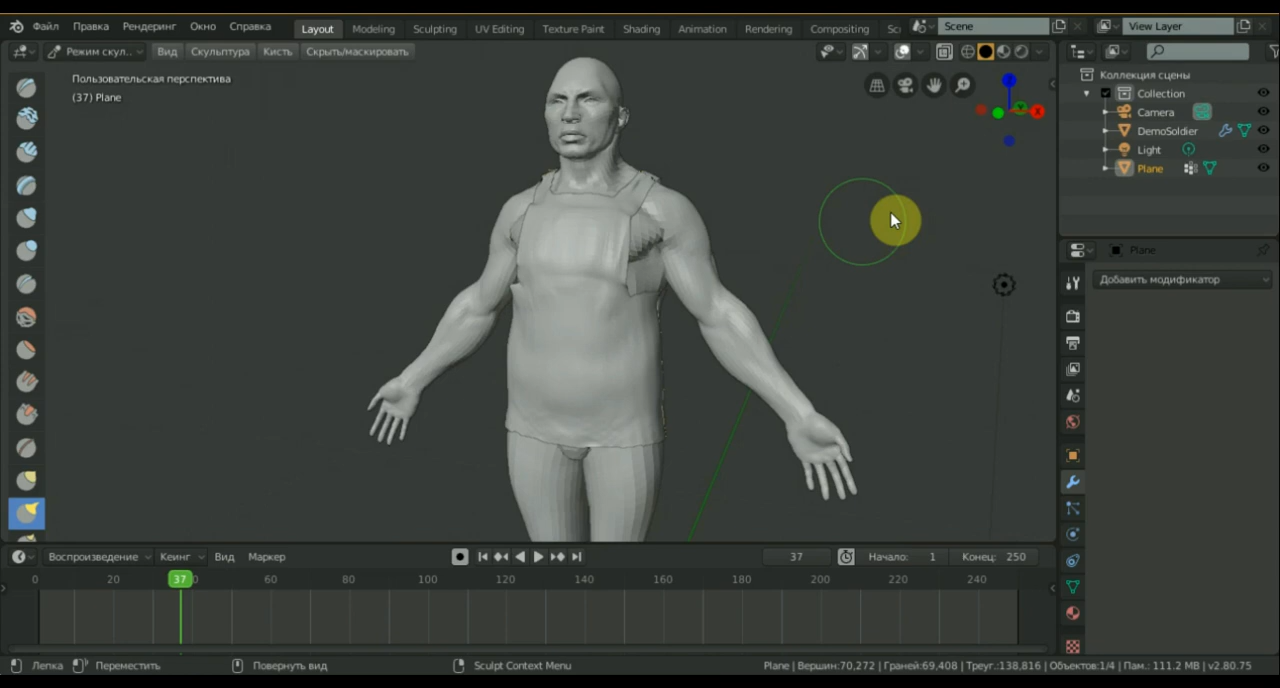 Файл Правка Рендеринг Окно Справка Layout Modeling Sculpting UV Editing Texture Paint Shading Animation Rendering Compositing Sc Scene View Layer
Режим скул.. Вид Скульптура Кисть Скрыть/маскировать
Пользовательская перспектива
(37) Plane
Коллекция сцены
Collection
Camera
DemoSoldier
Light
Plane
Plane
Добавить модификатор
Воспроизведение Кеинг Вид Маркер 37 Начало: 1 Конец: 250
0 20 37 0 60 80 100 120 140 160 180 200 220 240
Лепка Переместить Повернуть вид Sculpt Context Menu Plane | Вершин:70,272 | Граней:69,408 | Треуг.:138,816 | Объектов:1/4 | Пам.: 111.2 MB | v2.80.75